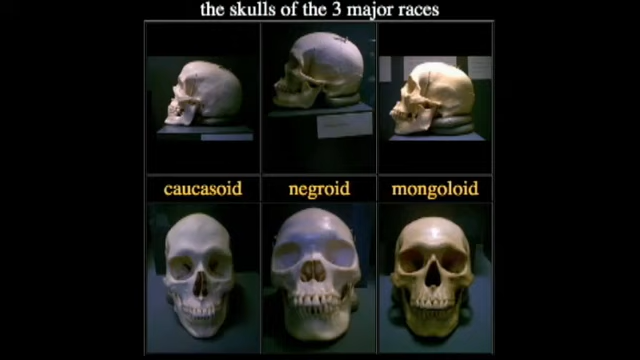 the skulls of the 3 major races
caucasoid
negroid
mongoloid